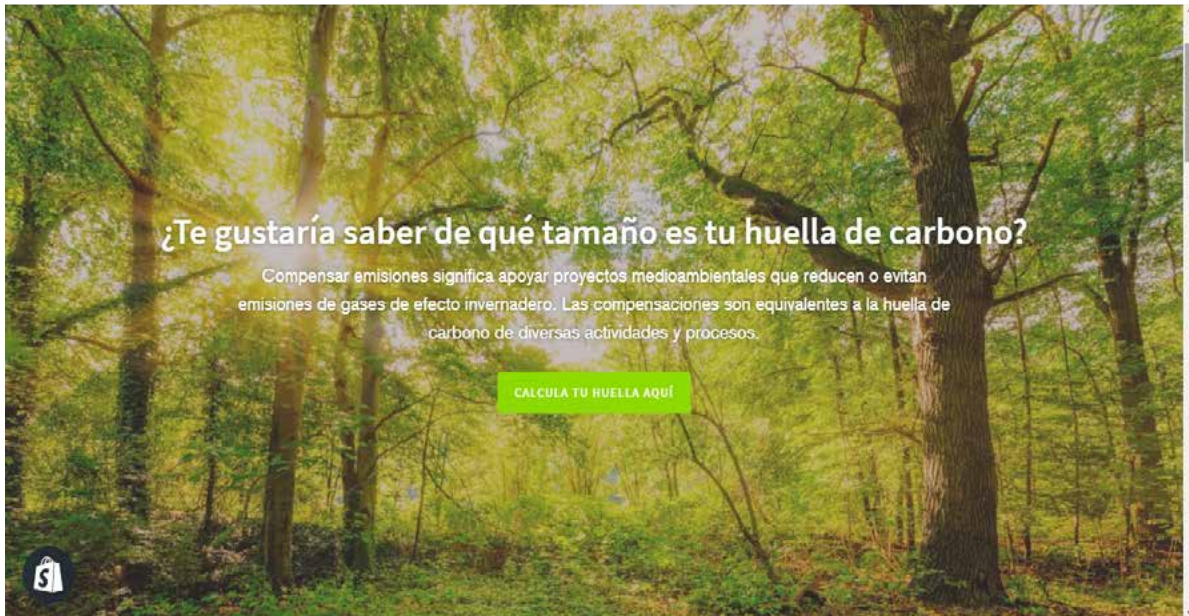 ¿Te gustaría saber de qué tamaño es tu huella de carbono?
Compensar emisiones significa apoyar proyectos medioambientales que reducen o evitan
emisiones de gases de efecto invernadero. Las compensaciones son equivalentes a la huella de
carbono de diversas actividades y procesos.
CALCULA TU HUELLA AQUÍ
S